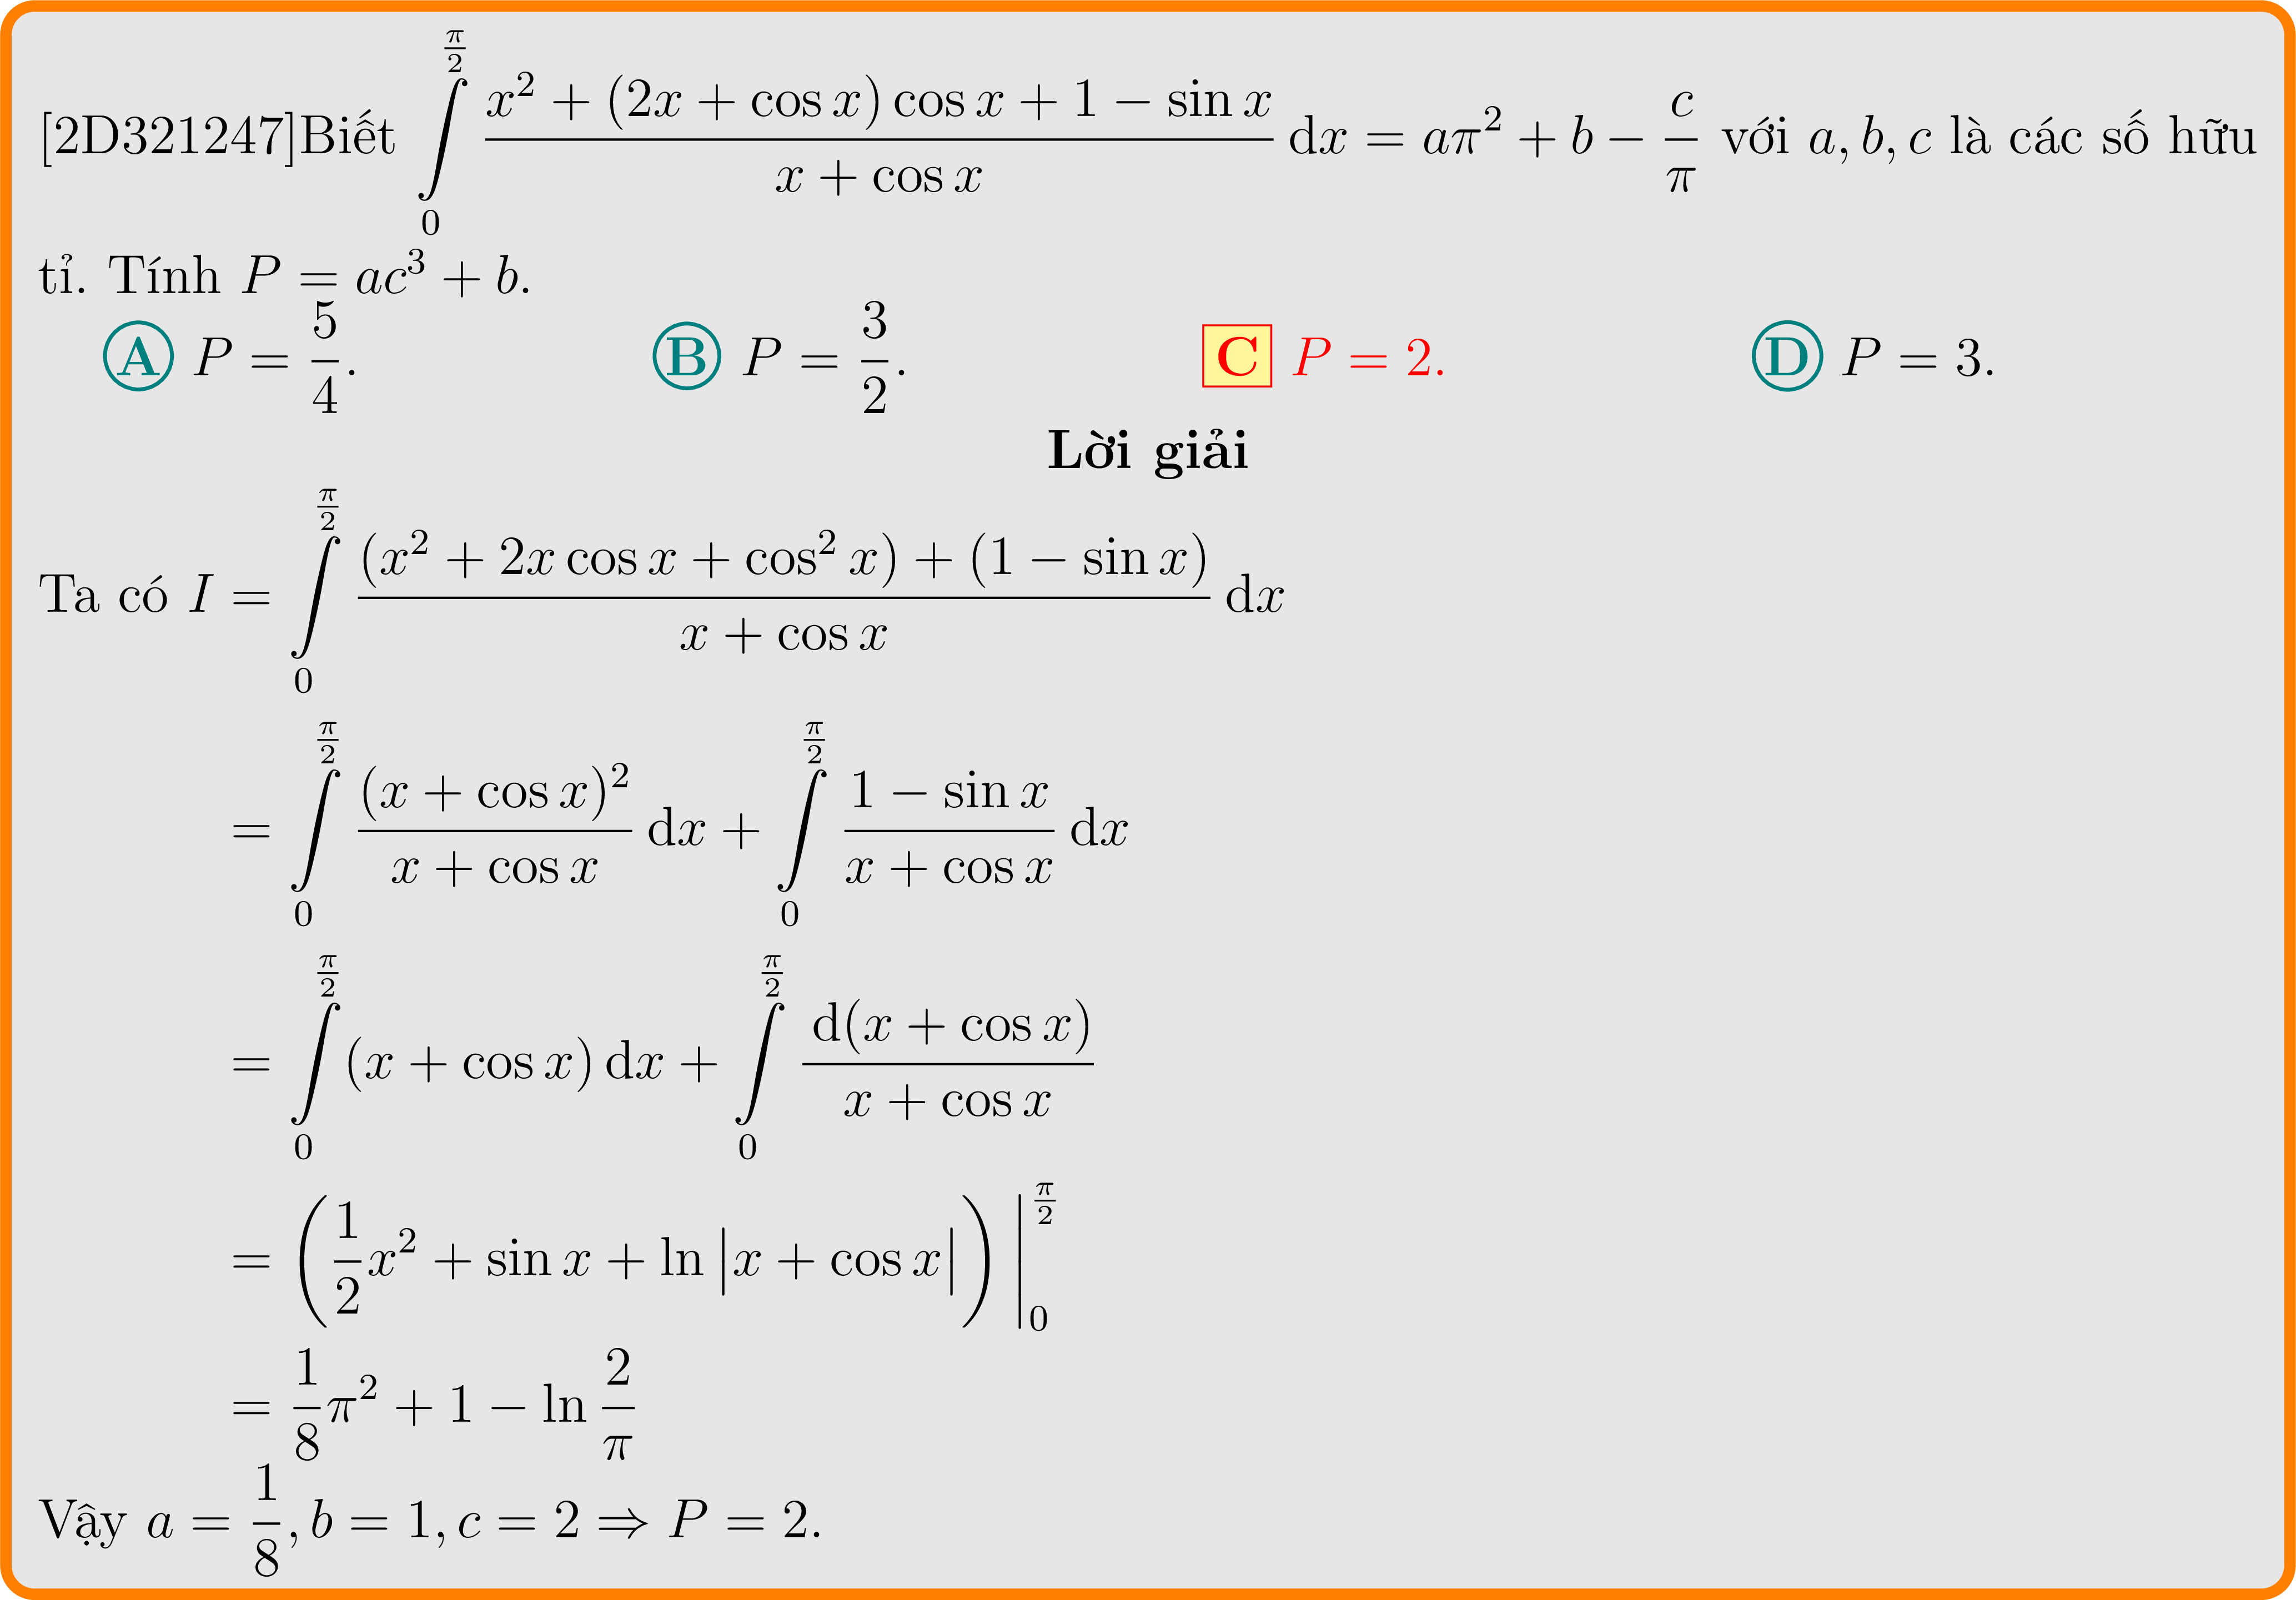 [2D321247]Biết $\int\limits_0^{\frac{\pi}{2}} \frac{x^2 + (2x + \cos x)\cos x + 1 - \sin x}{x + \cos x}\,\mathrm{d}x = a\pi^2 + b - \frac{c}{\pi}$ với $a, b, c$ là các số hữu
tỉ. Tính $P = ac^3 + b$.
A $P = \frac{5}{4}$. B $P = \frac{3}{2}$. C $P = 2$. D $P = 3$.
Lời giải
Ta có $I = \int\limits_0^{\frac{\pi}{2}} \frac{(x^2 + 2x\cos x + \cos^2 x) + (1 - \sin x)}{x + \cos x}\,\mathrm{d}x$
$= \int\limits_0^{\frac{\pi}{2}} \frac{(x + \cos x)^2}{x + \cos x}\,\mathrm{d}x + \int\limits_0^{\frac{\pi}{2}} \frac{1 - \sin x}{x + \cos x}\,\mathrm{d}x$
$= \int\limits_0^{\frac{\pi}{2}} (x + \cos x)\,\mathrm{d}x + \int\limits_0^{\frac{\pi}{2}} \frac{\mathrm{d}(x + \cos x)}{x + \cos x}$
$= \left(\frac{1}{2}x^2 + \sin x + \ln|x + \cos x|\right)\Big|_0^{\frac{\pi}{2}}$
$= \frac{1}{8}\pi^2 + 1 - \ln\frac{2}{\pi}$
Vậy $a = \frac{1}{8}, b = 1, c = 2 \Rightarrow P = 2$.